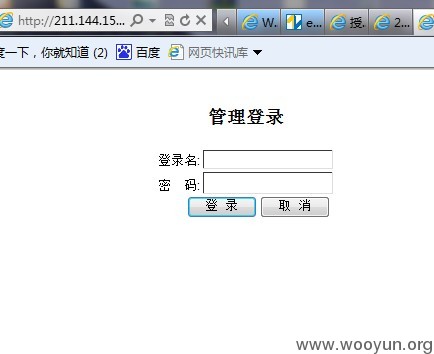 http://211.144.15...
W.
e...
授.
2...
度一下，你就知道 (2)
百度
网页快讯库
管理登录
登录名:
密 码:
登 录
取 消
www.wooyun.org